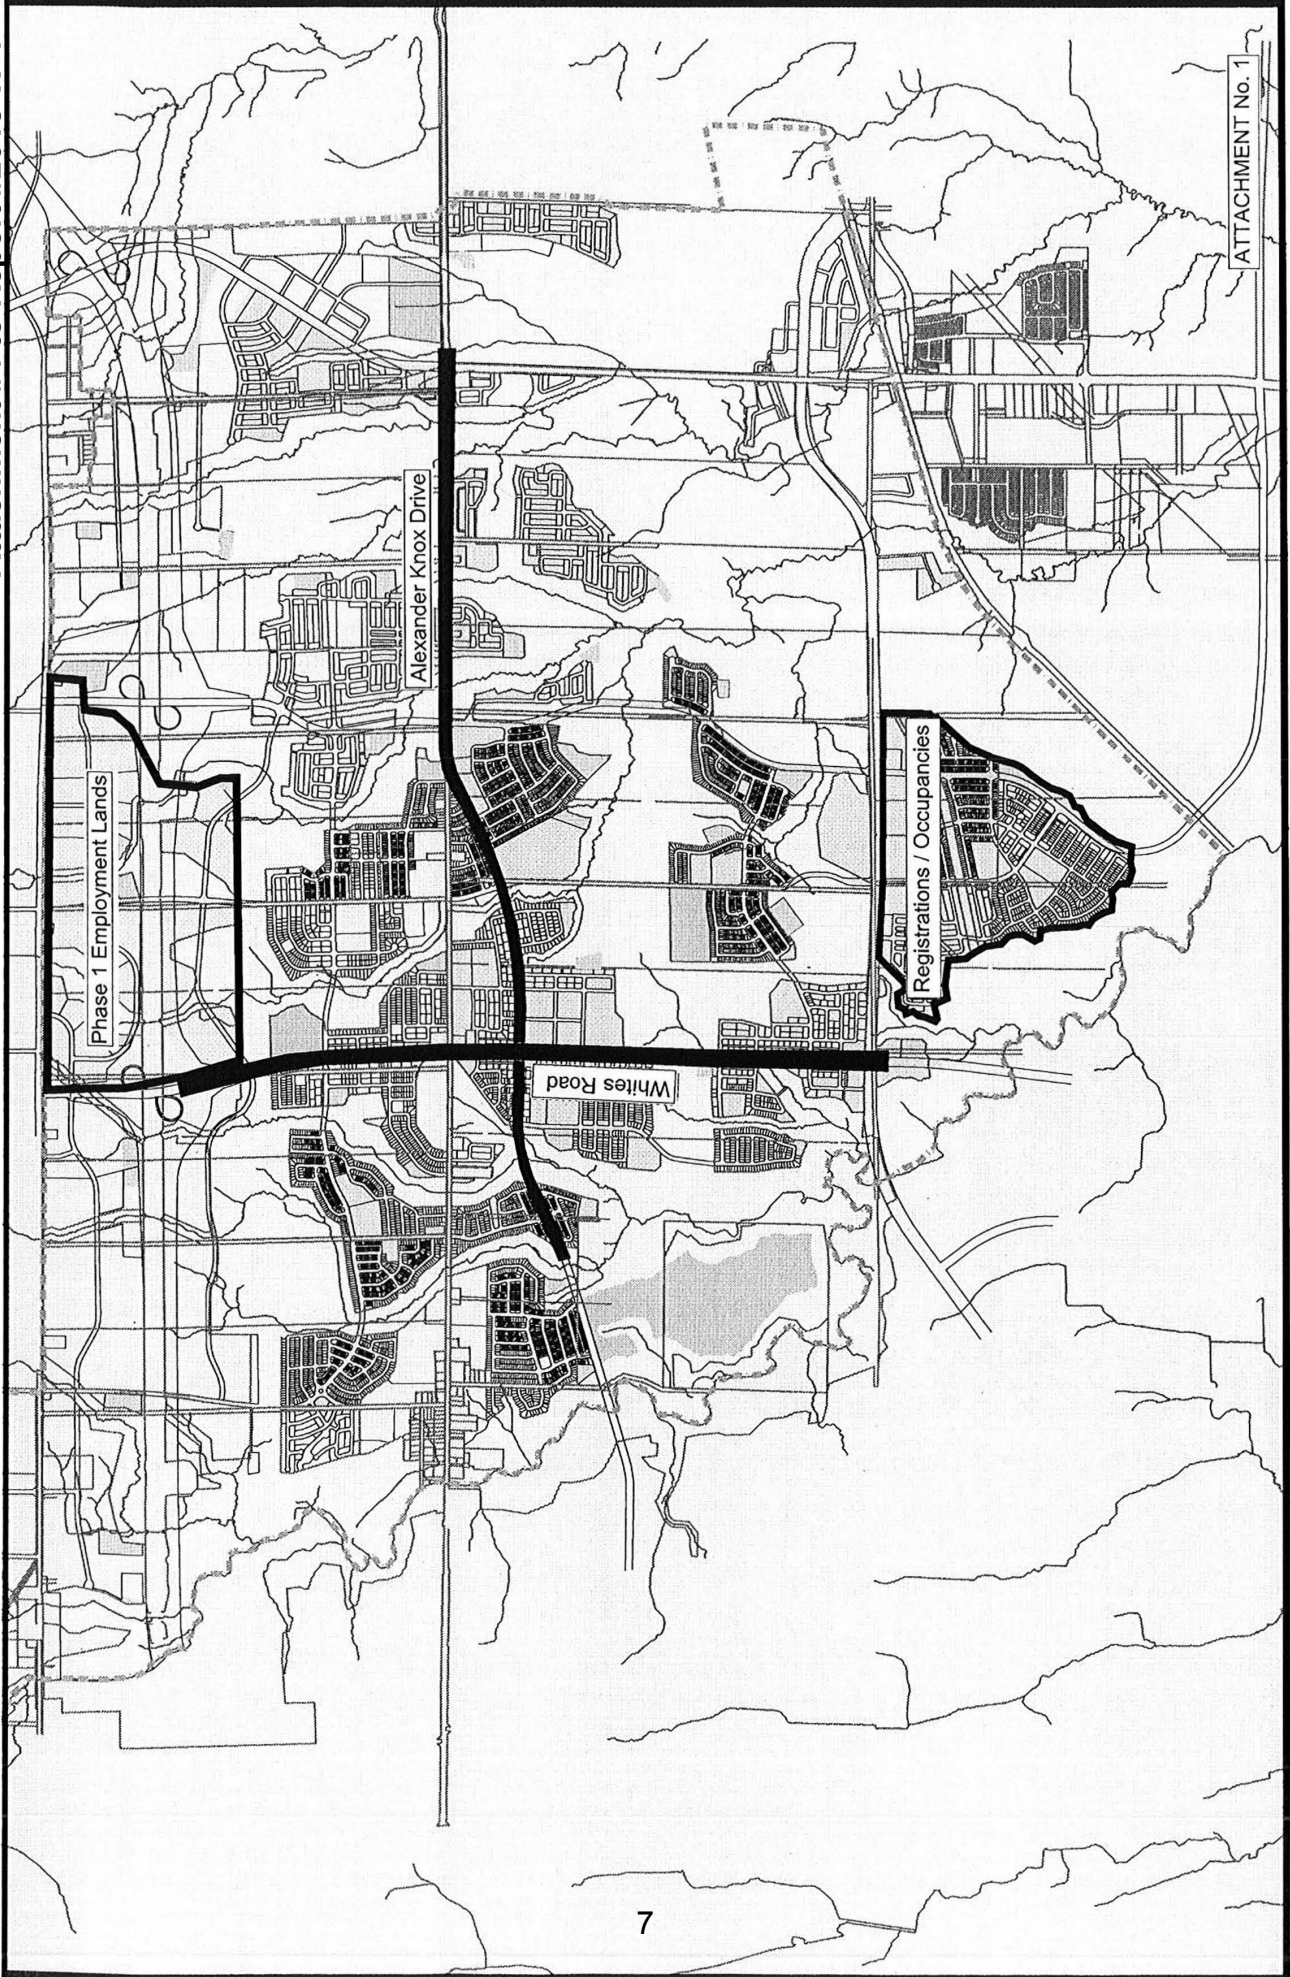 ATTACHMENT No. 1
Alexander Knox Drive
Phase 1 Employment Lands
Registrations / Occupancies
Whites Road
7